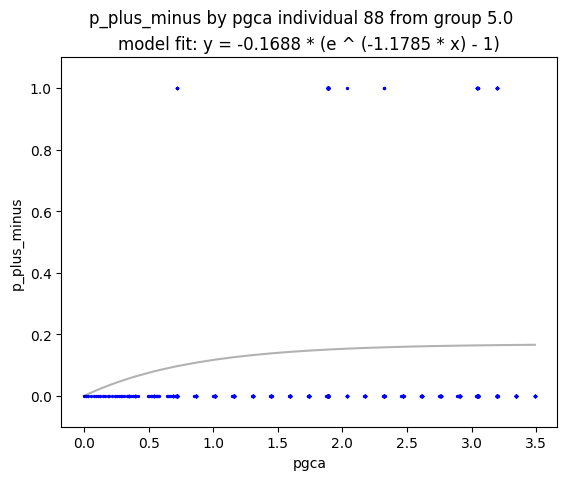 p_plus_minus by pgca individual 88 from group 5.0
model fit: y = -0.1688 * (e ^ (-1.1785 * x) - 1)
1.0
0.8
0.6
0.4
0.2
0.0
p_plus_minus
0.0 0.5 1.0 1.5 2.0 2.5 3.0 3.5
pgca